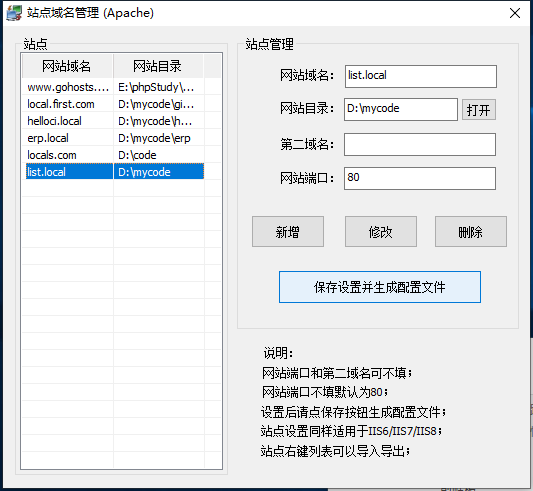 站点域名管理 (Apache)
站点
网站域名 网站目录
www.gohosts.... E:\phpStudy\...
local.first.com D:\mycode\gi...
helloci.local D:\mycode\h...
erp.local D:\mycode\erp
locals.com D:\code
list.local D:\mycode
站点管理
网站域名: list.local
网站目录: D:\mycode 打开
第二域名:
网站端口: 80
新增 修改 删除
保存设置并生成配置文件
说明:
网站端口和第二域名可不填;
网站端口不填默认为80;
设置后请点保存按钮生成配置文件;
站点设置同样适用于IIS6/IIS7/IIS8;
站点右键列表可以导入导出;